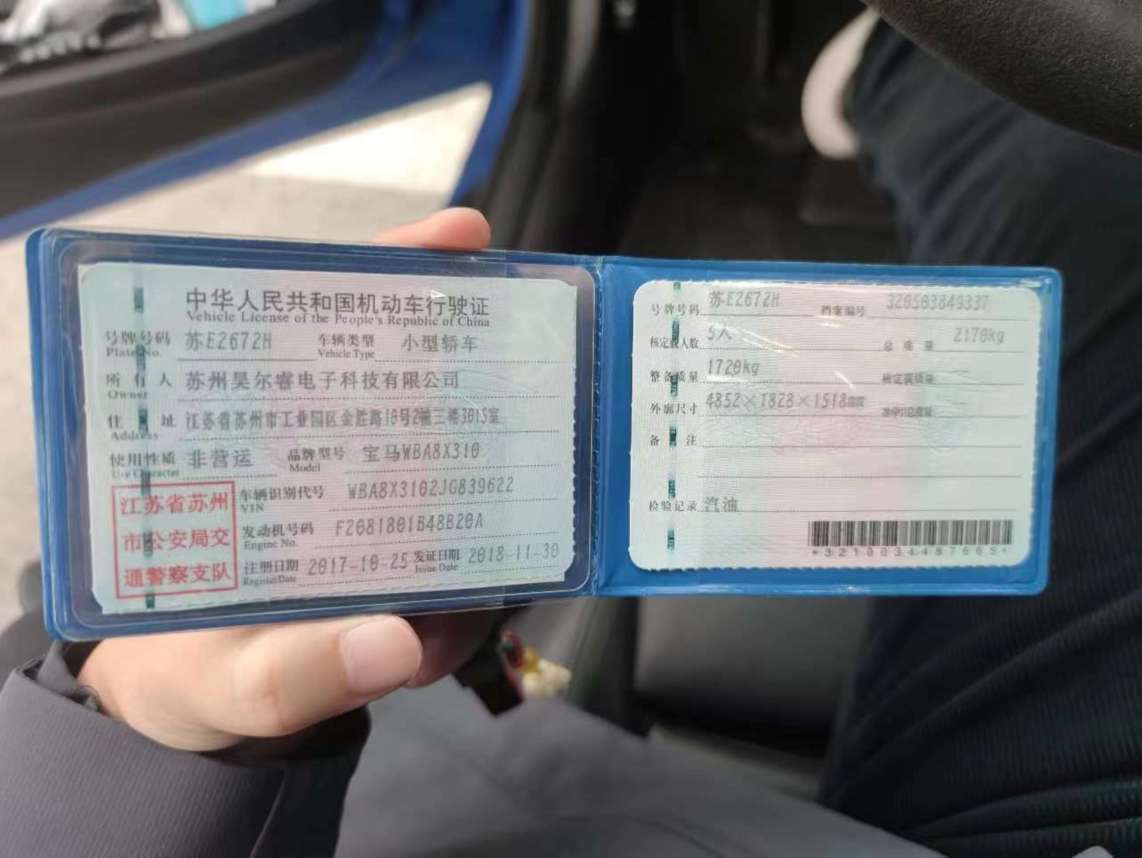 中华人民共和国机动车行驶证
Vehicle License of the People's Republic of China
号牌号码 苏E2672H 车辆类型 小型轿车
Plate No. Vehicle Type
所有人 苏州昊尔睿电子科技有限公司
Owner
住址 江苏省苏州市工业园区金胜路10号2幢三楼301S室
Address
使用性质 非营运 品牌型号 宝马WBA8X310
Use Character Model
江苏省苏州
市公安局交
通警察支队
车辆识别代号 WBA8X3102JG839622
VIN
发动机号码 F2081801B48B20A
Engine No.
注册日期 2017-10-25 发证日期 2018-11-30
Register Date Issue Date
号牌号码 苏E2672H 档案编号 320503849337
核定载人数 5人 总质量 2170kg
整备质量 1720kg 核定载质量
外廓尺寸 4852×1828×1518
备注
检验记录 汽油